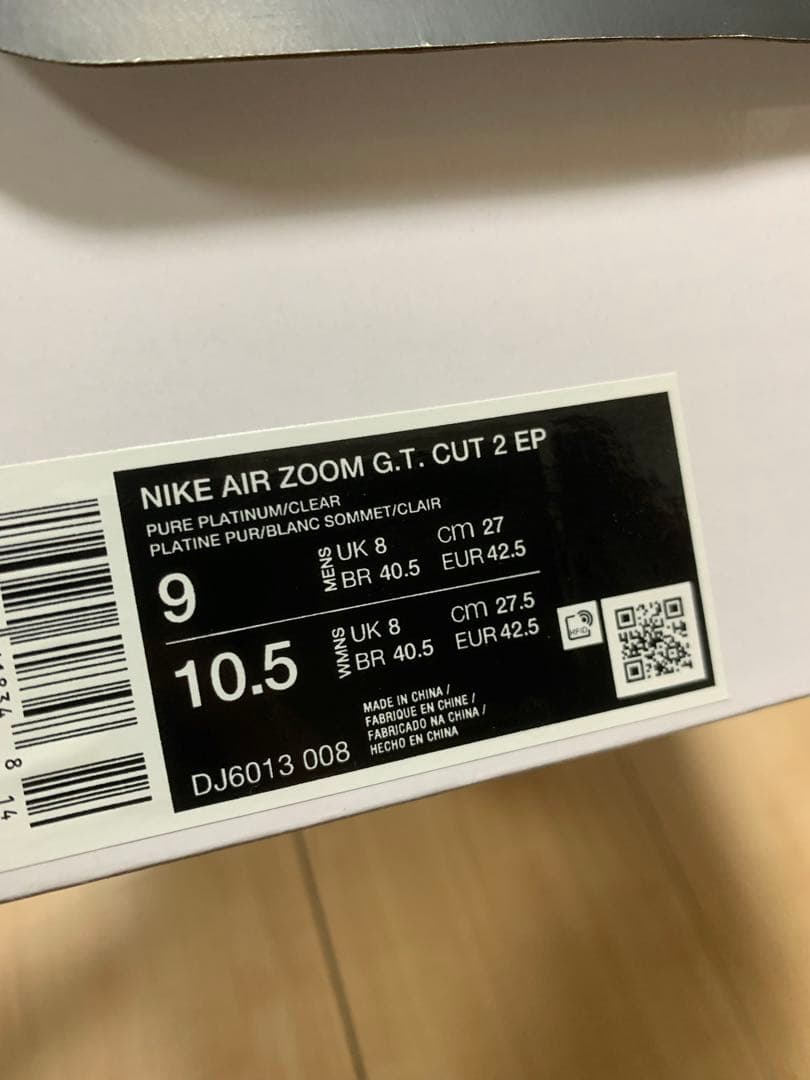 NIKE AIR ZOOM G.T. CUT 2 EP
PURE PLATINUM/CLEAR
PLATINE PUR/BLANC SOMMET/CLAIR
9
MENS
UK 8
cm 27
BR 40.5
EUR 42.5
10.5
WMNS
UK 8
cm 27.5
BR 40.5
EUR 42.5
RFID
MADE IN CHINA /
FABRIQUE EN CHINE /
FABRICADO NA CHINA /
HECHO EN CHINA
DJ6013 008
8 14